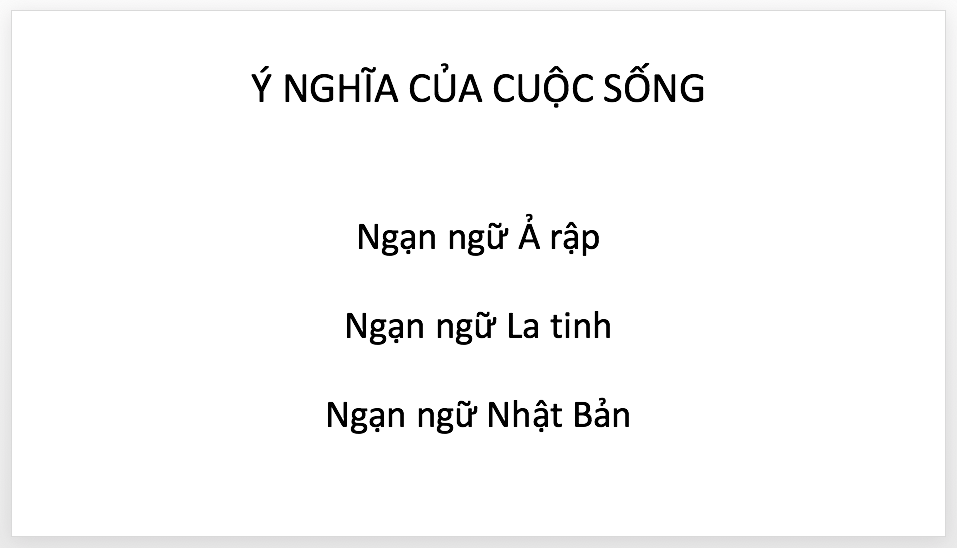 Ý NGHĨA CỦA CUỘC SỐNG
Ngạn ngữ Ả rập
Ngạn ngữ La tinh
Ngạn ngữ Nhật Bản